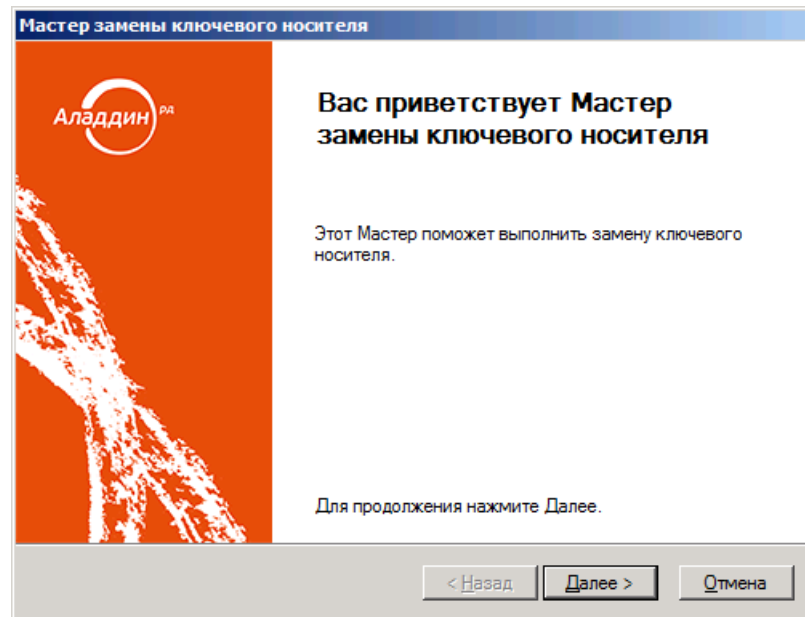 Мастер замены ключевого носителя
Аладдин РД
Вас приветствует Мастер
замены ключевого носителя
Этот Мастер поможет выполнить замену ключевого
носителя.
Для продолжения нажмите Далее.
< Назад Далее > Отмена